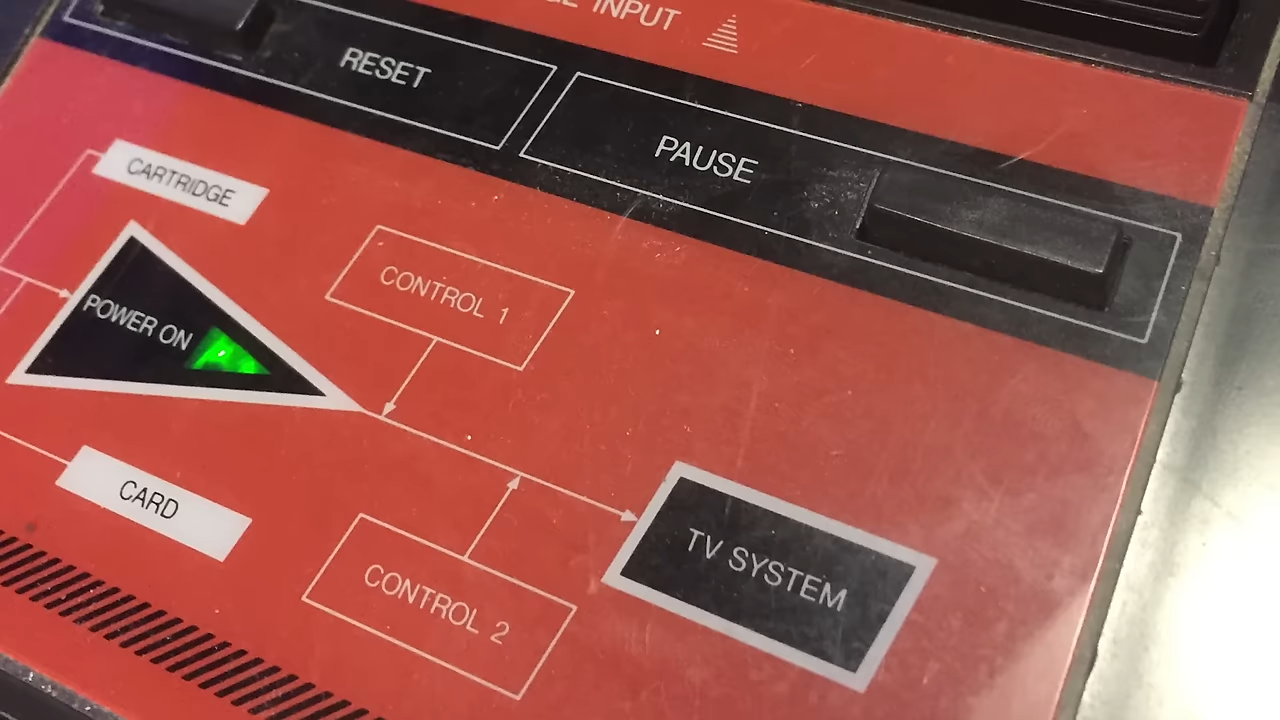 INPUT
RESET
PAUSE
CARTRIDGE
POWER ON
CONTROL 1
CARD
CONTROL 2
TV SYSTEM